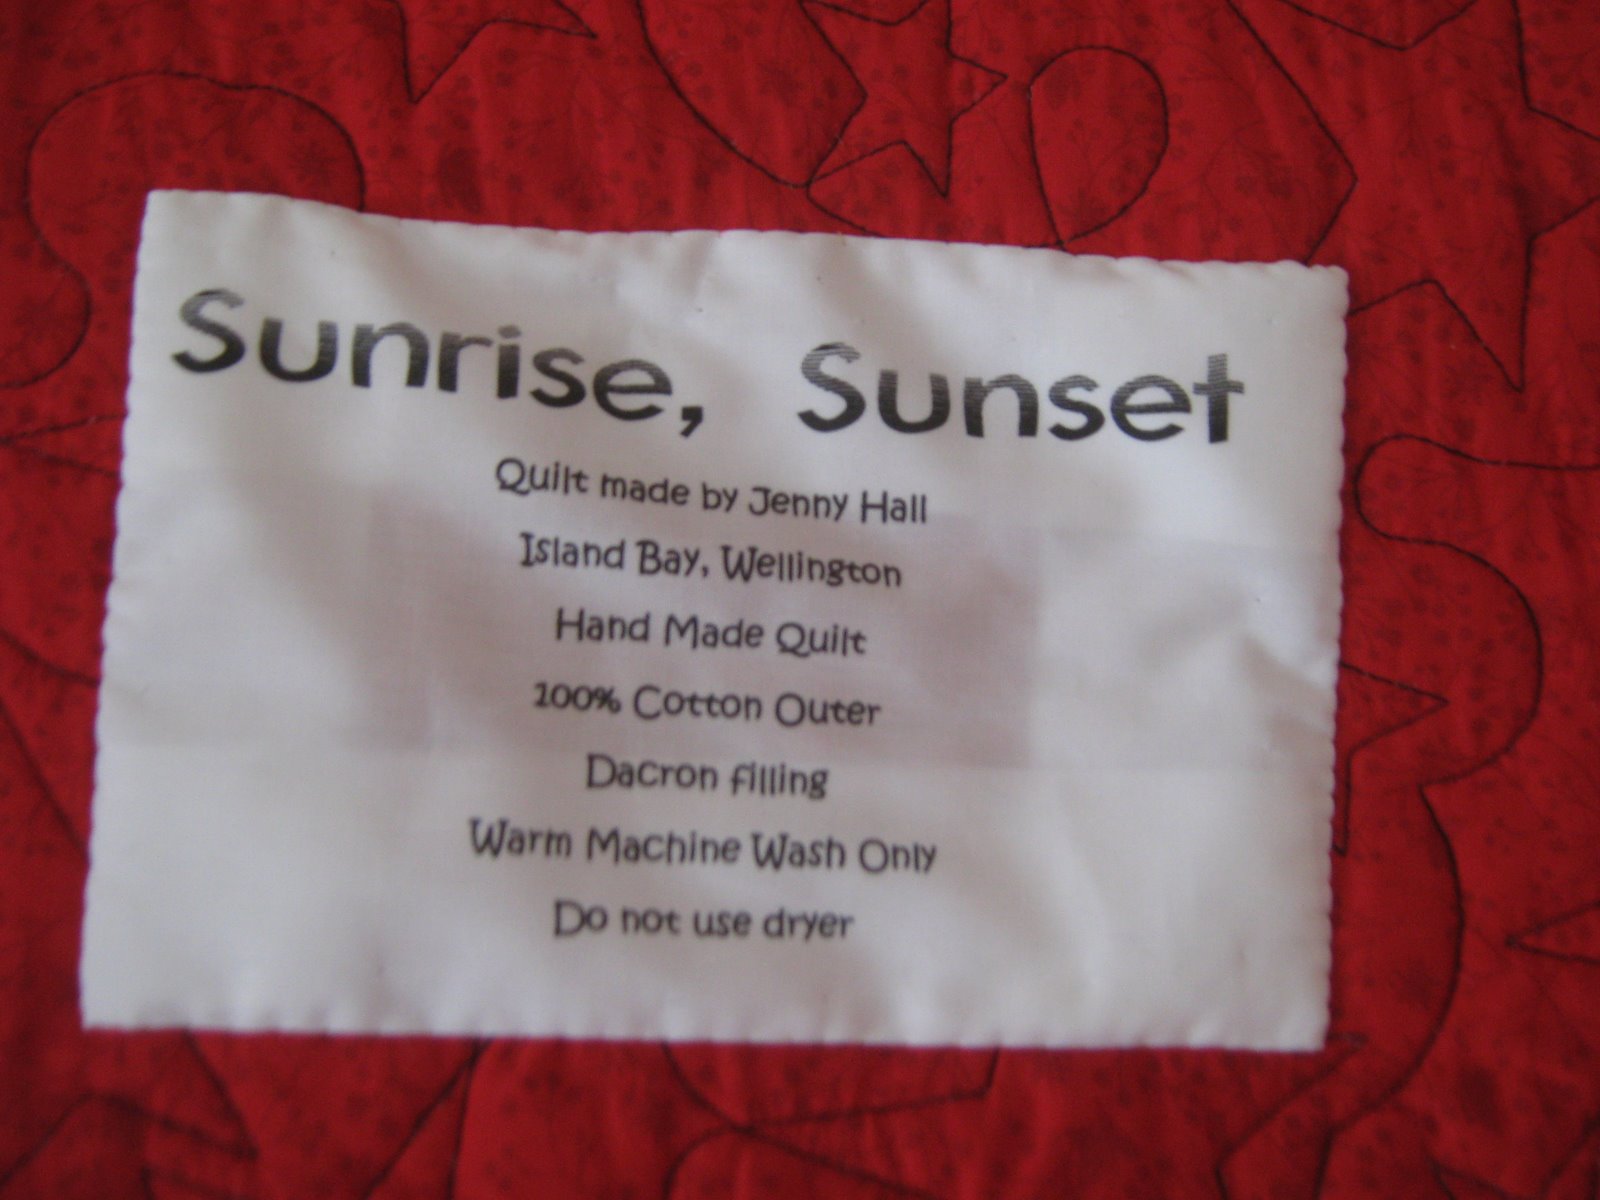 Sunrise, Sunset
Quilt made by Jenny Hall
Island Bay, Wellington
Hand Made Quilt
100% Cotton Outer
Dacron filling
Warm Machine Wash Only
Do not use dryer